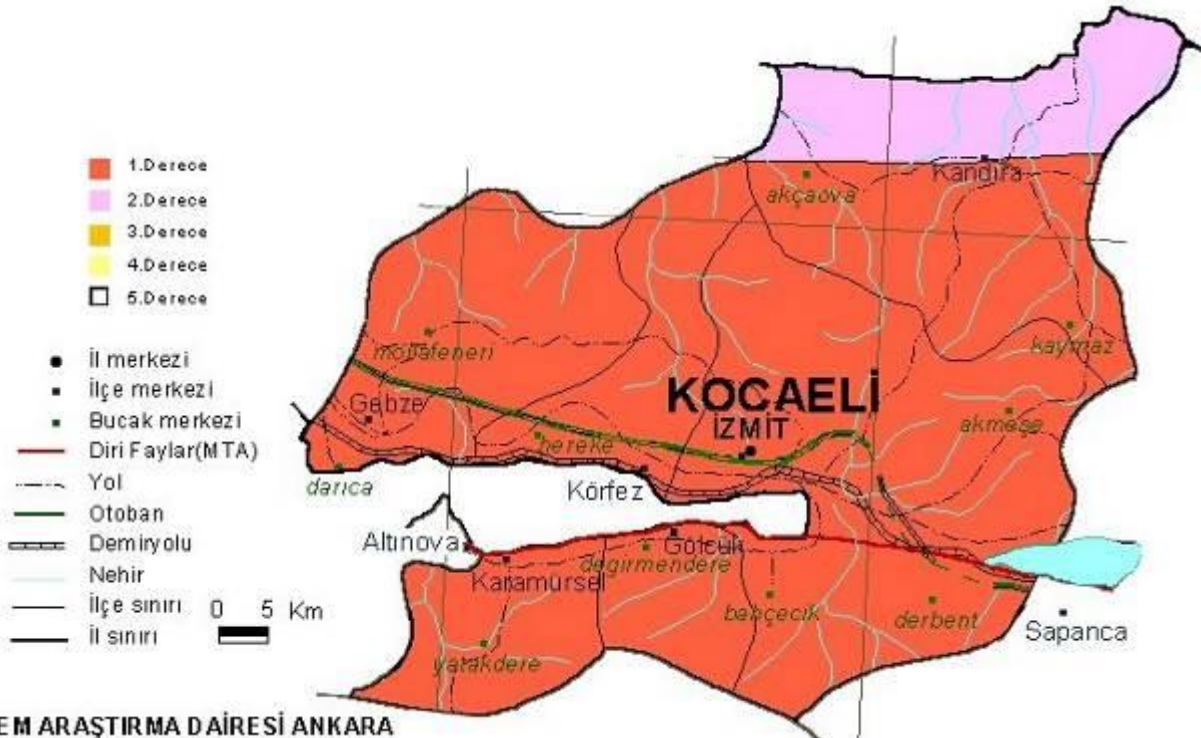 1.Derece
2.Derece
3.Derece
4.Derece
5.Derece
İl merkezi
İlçe merkezi
Bucak merkezi
Diri Faylar(MTA)
Yol
Otoban
Demiryolu
Nehir
İlçe sınırı
İl sınırı
0 5 Km
Kandıra
akçaova
kaymaz
mollafeneri
KOCAELİ
İZMİT
akmeşe
Gebze
hereke
darıca
Körfez
Altınova
Gölcük
değirmendere
Karamürsel
bahçecik
derbent
Sapanca
yatakdere
EM ARAŞTIRMA DAİRESİ ANKARA